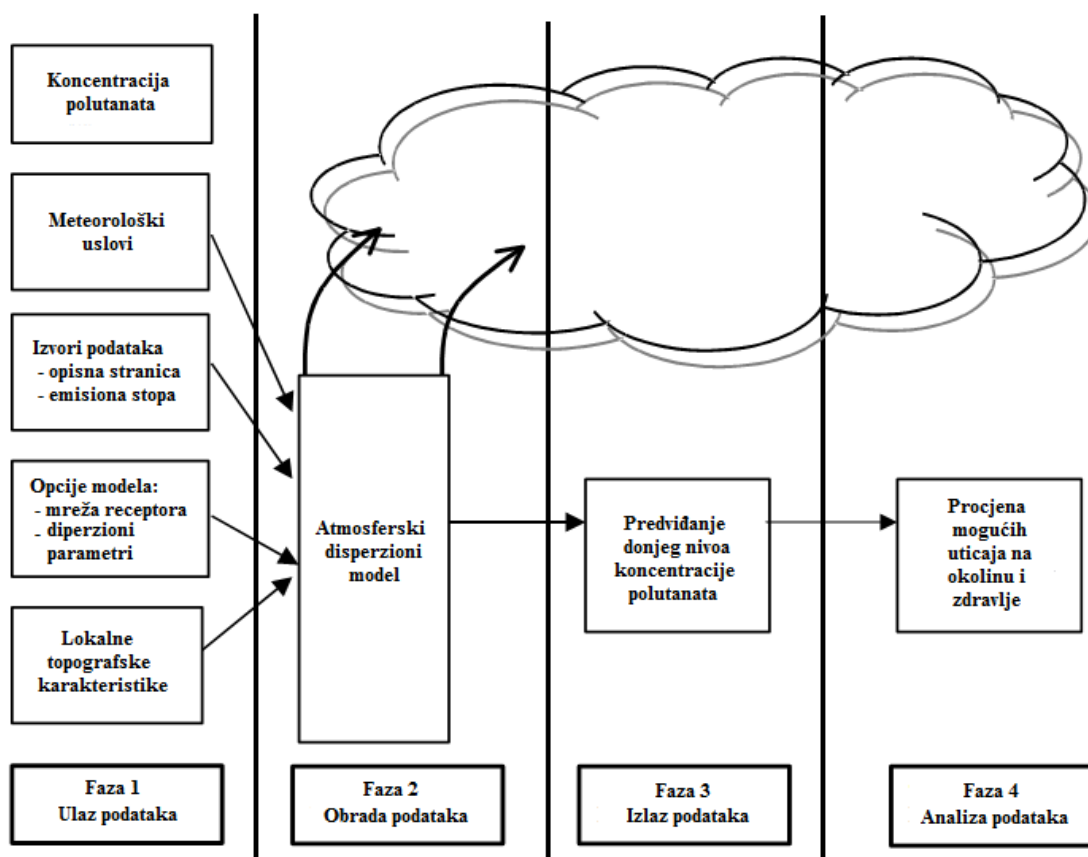 Koncentracija
polutanata
Meteorološki
uslovi
Izvori podataka
- opisna stranica
- emisiona stopa
Opcije modela:
- mreža receptora
- diperzioni
parametri
Lokalne
topografske
karakteristike
Faza 1
Ulaz podataka
Atmosferski
disperzioni
model
Faza 2
Obrada podataka
Predviđanje
donjeg nivoa
koncentracije
polutanata
Faza 3
Izlaz podataka
Procjena
mogućih
uticaja na
okolinu i
zdravlje
Faza 4
Analiza podataka